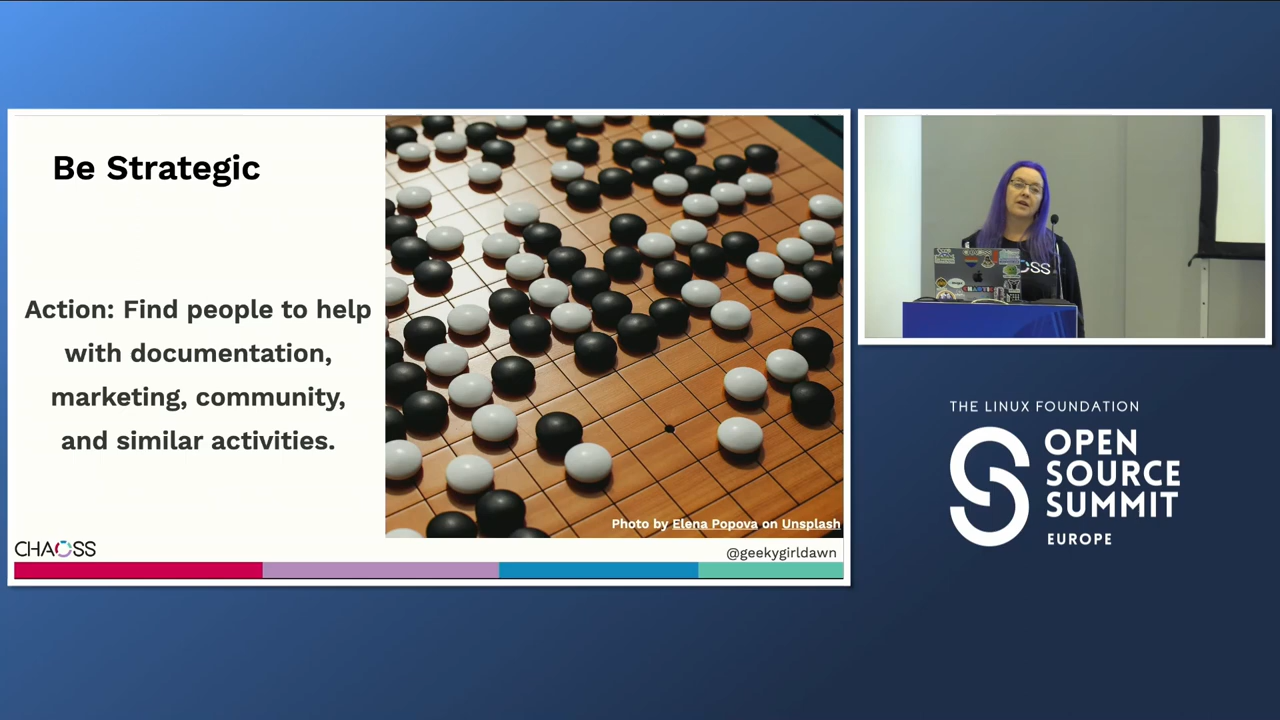 Be Strategic
Action: Find people to help
with documentation,
marketing, community,
and similar activities.
Photo by Elena Popova on Unsplash
CHAOSS
@geekygirldawn
THE LINUX FOUNDATION
OPEN
SOURCE
SUMMIT
EUROPE